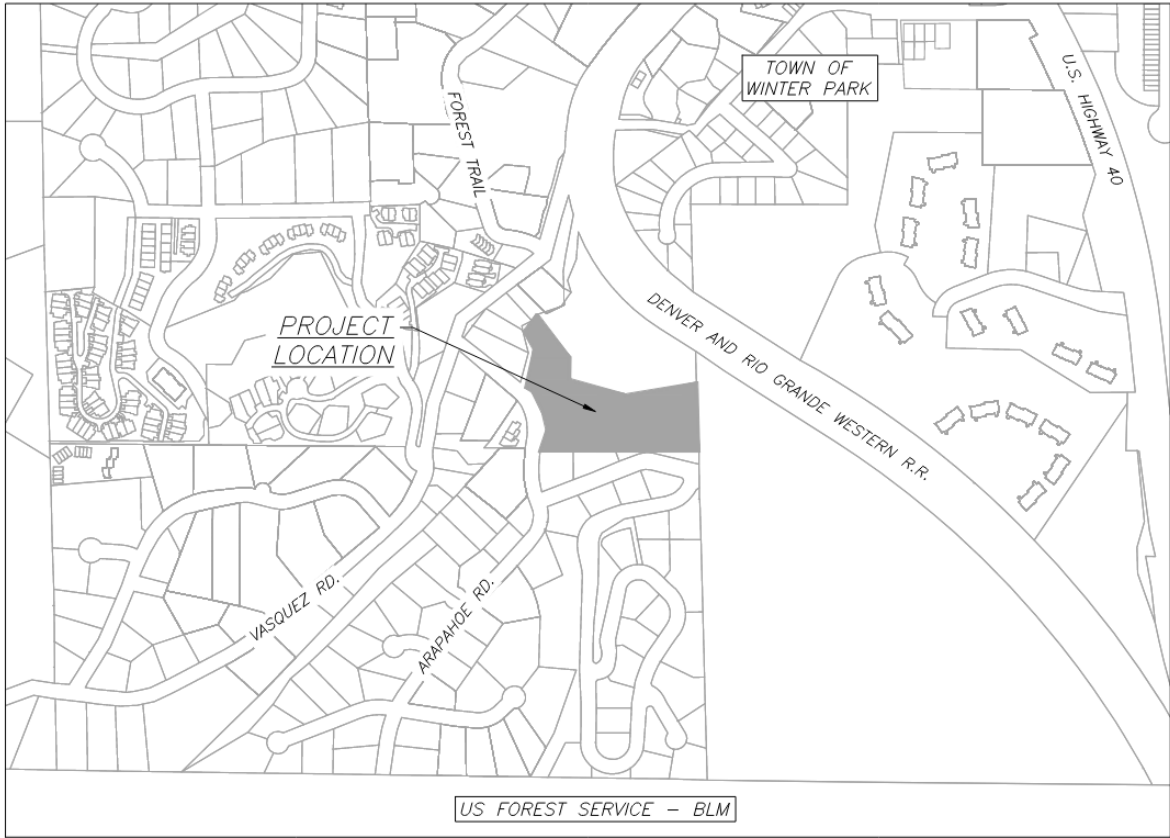 TOWN OF
WINTER PARK
U.S. HIGHWAY 40
FOREST TRAIL
PROJECT
LOCATION
DENVER AND RIO GRANDE WESTERN R.R.
VASQUEZ RD.
ARAPAHOE RD.
US FOREST SERVICE – BLM